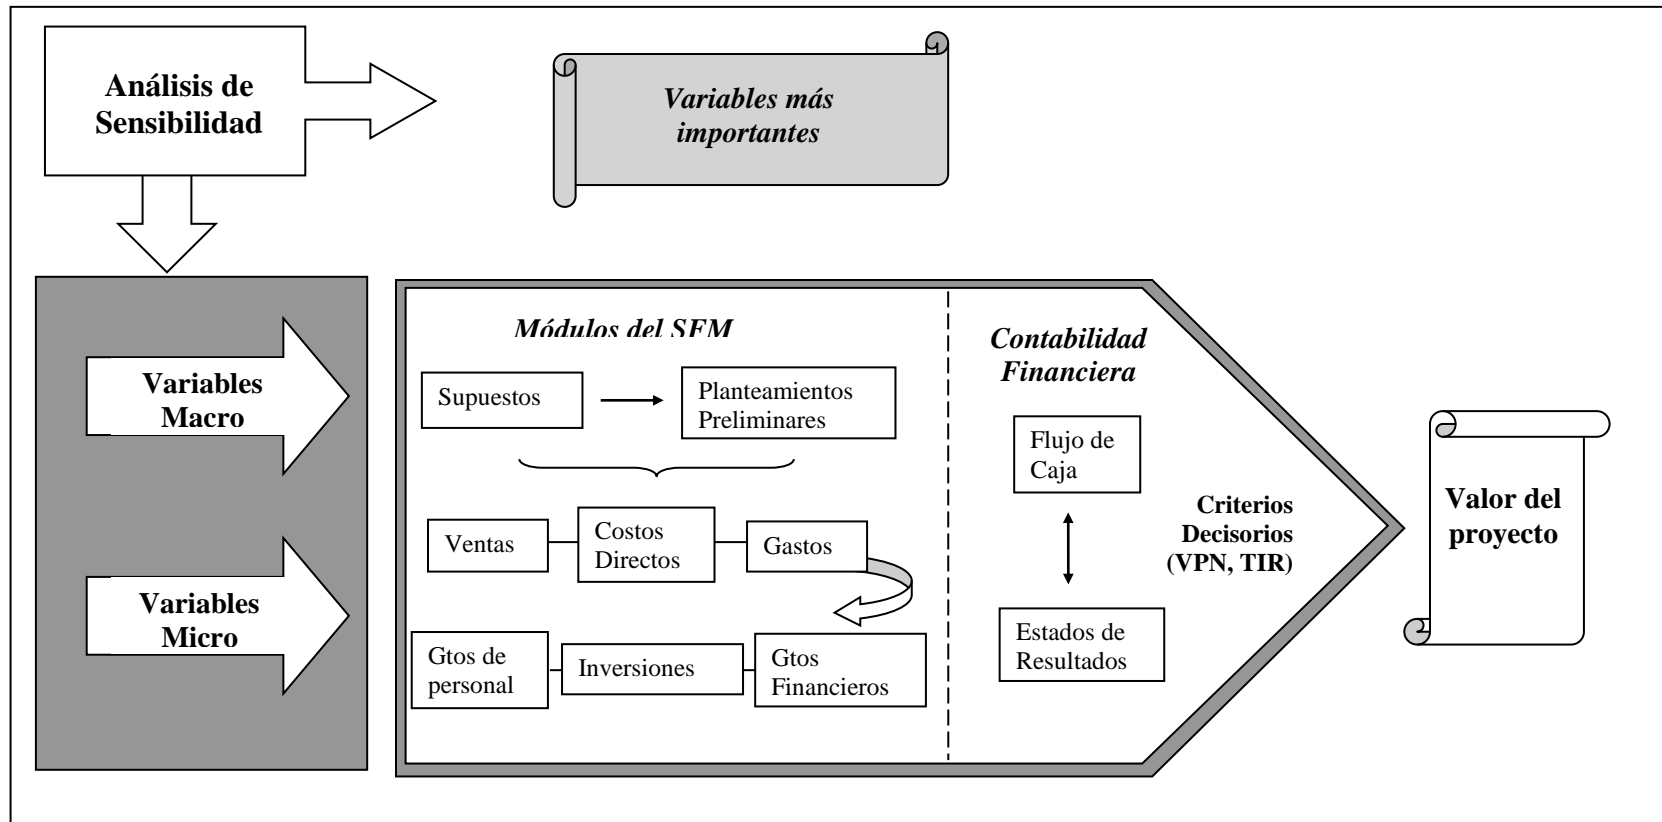 Análisis de
Sensibilidad
Variables más
importantes
Variables
Macro
Variables
Micro
Módulos del SFM
Supuestos
Planteamientos
Preliminares
Ventas
Costos
Directos
Gastos
Gtos de
personal
Inversiones
Gtos
Financieros
Contabilidad
Financiera
Flujo de
Caja
Estados de
Resultados
Criterios
Decisorios
(VPN, TIR)
Valor del
proyecto